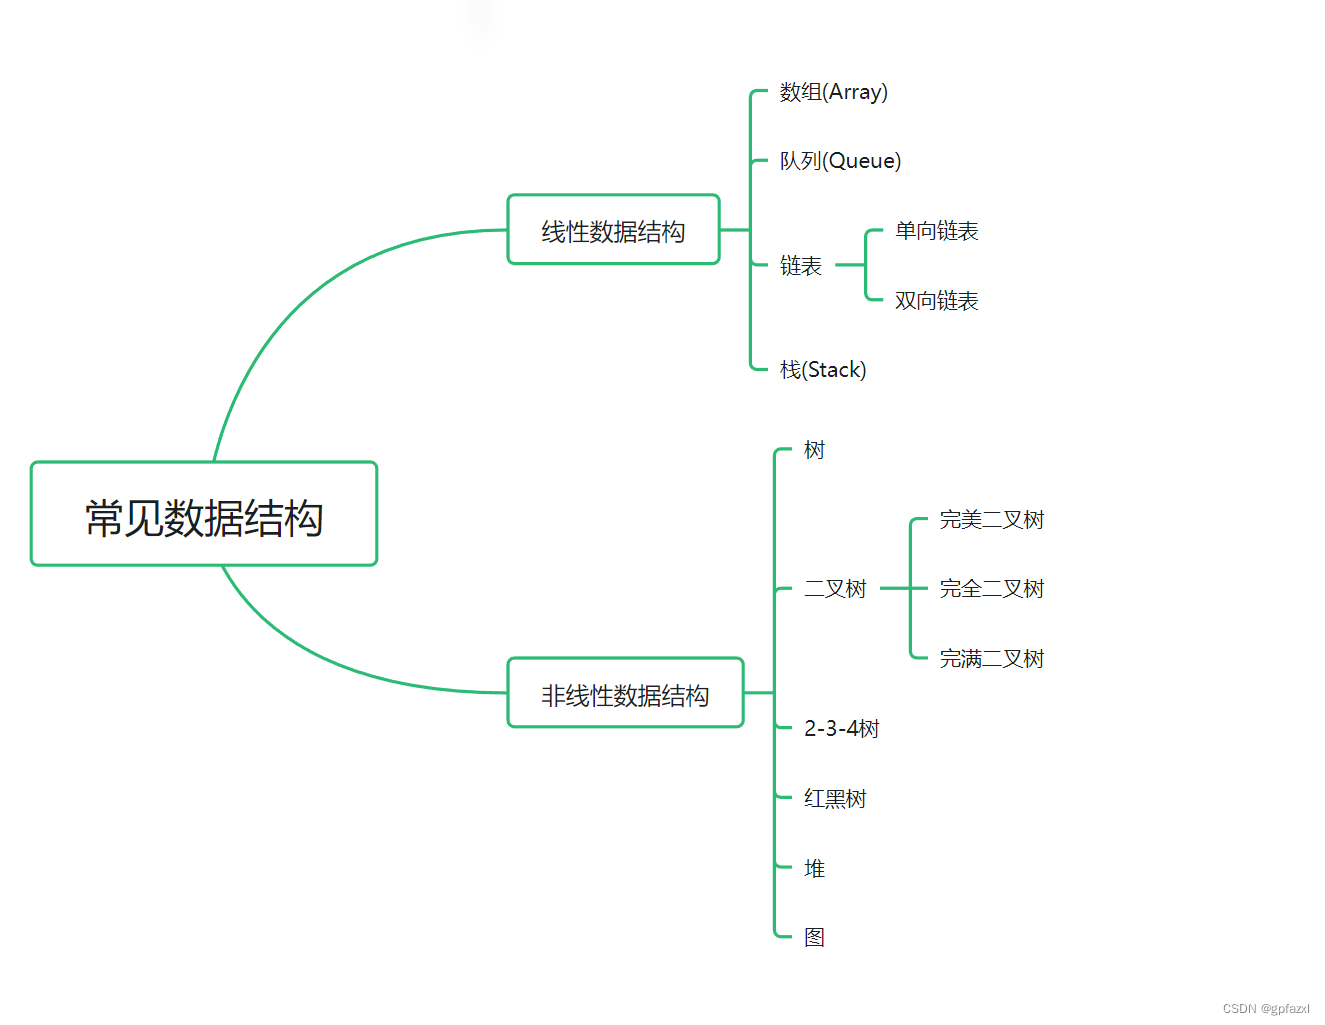 常见数据结构
线性数据结构
数组(Array)
队列(Queue)
链表
单向链表
双向链表
栈(Stack)
非线性数据结构
树
二叉树
完美二叉树
完全二叉树
完满二叉树
2-3-4树
红黑树
堆
图
CSDN @gpfazxl